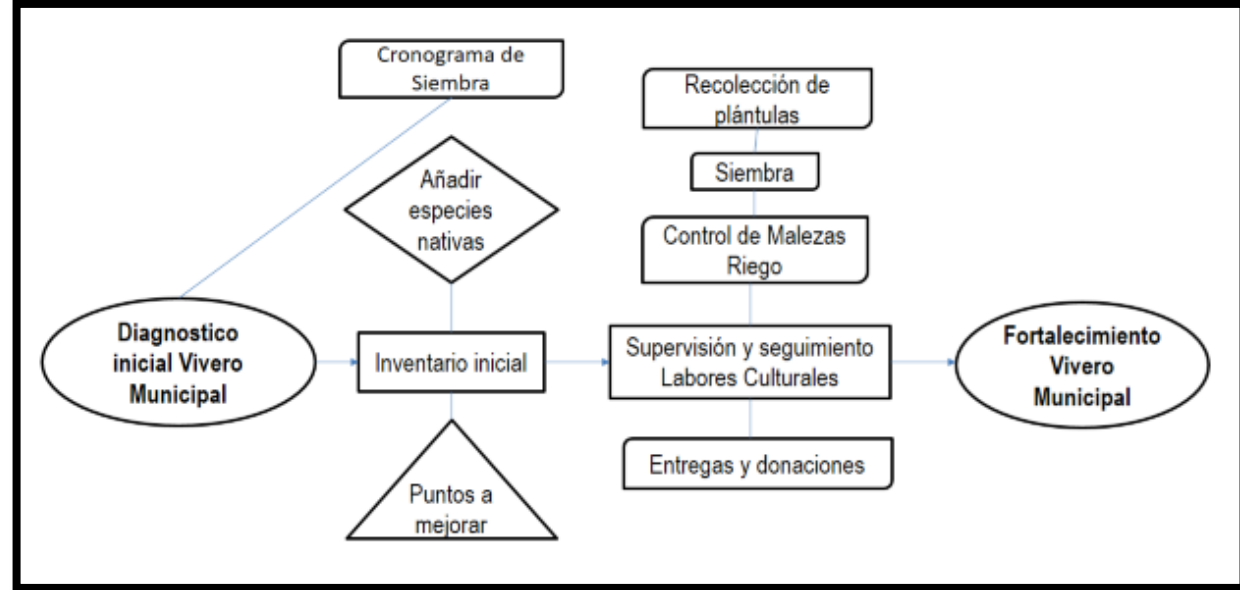 Cronograma de
Siembra
Recolección de
plántulas
Siembra
Añadir
especies
nativas
Control de Malezas
Riego
Diagnostico
inicial Vivero
Municipal
Inventario inicial
Supervisión y seguimiento
Labores Culturales
Fortalecimiento
Vivero
Municipal
Entregas y donaciones
Puntos a
mejorar